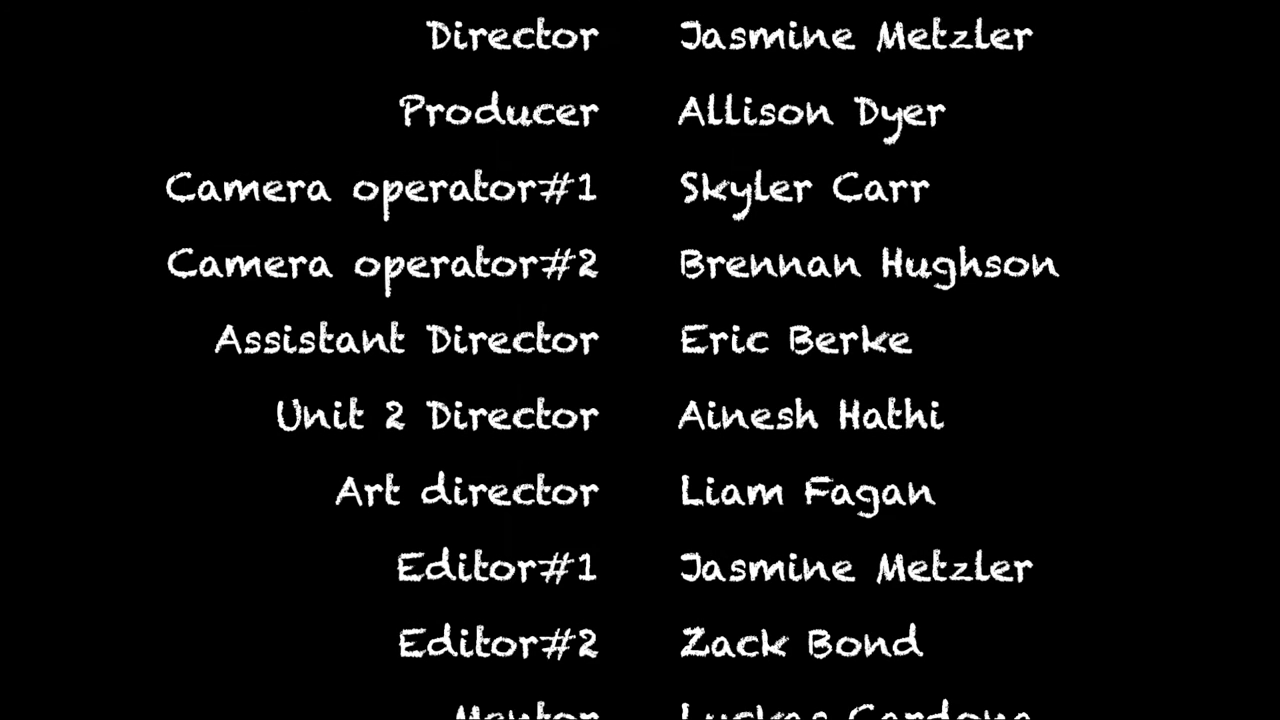 Director Jasmine Metzler
Producer Allison Dyer
Camera operator#1 Skyler Carr
Camera operator#2 Brennan Hughson
Assistant Director Eric Berke
Unit 2 Director Ainesh Hathi
Art director Liam Fagan
Editor#1 Jasmine Metzler
Editor#2 Zack Bond
Mentor